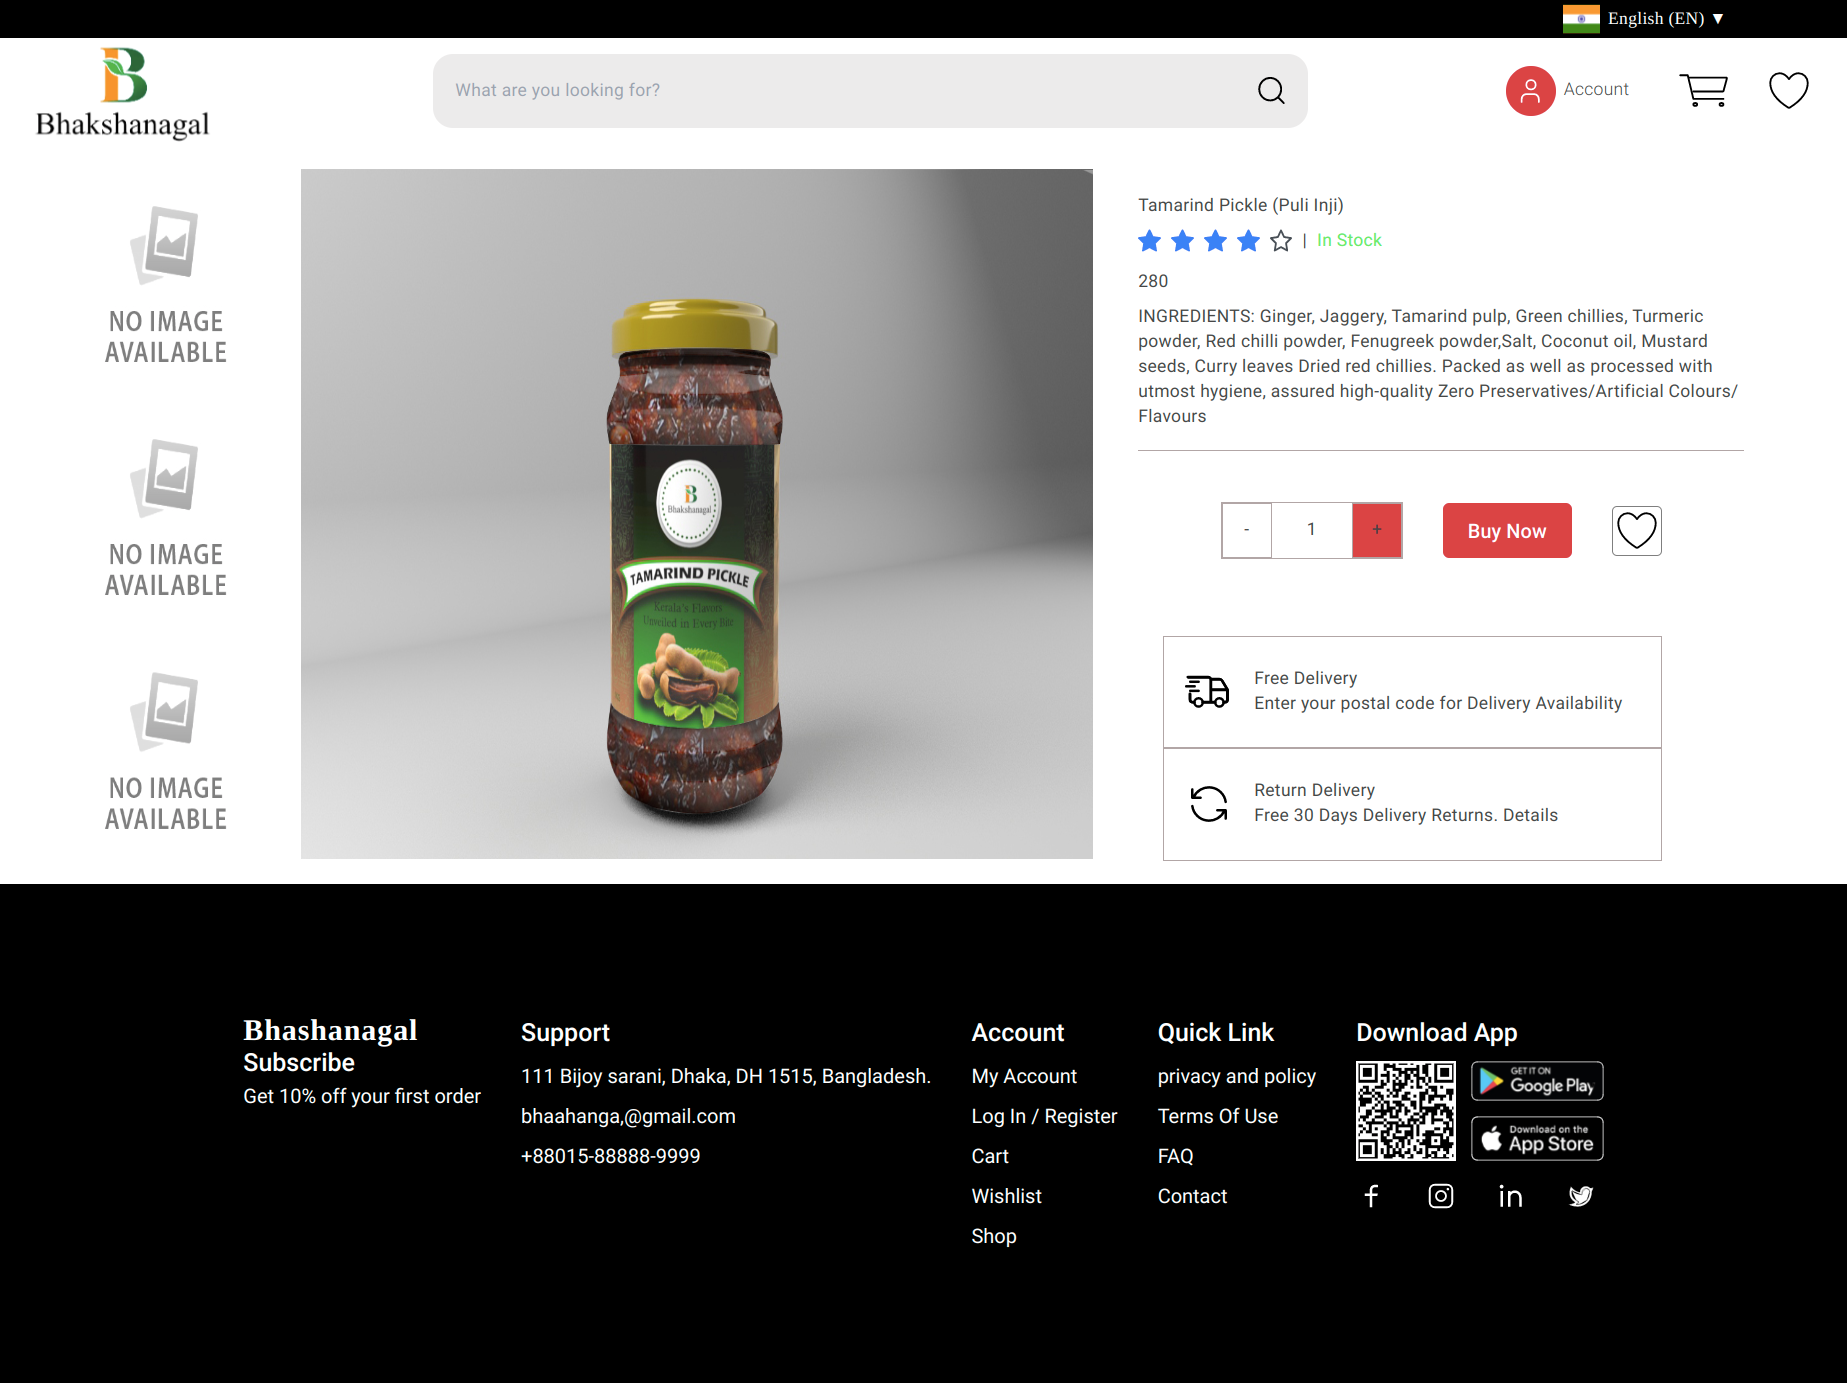 English (EN) ▼
Bhakshanagal
What are you looking for?
Account
NO IMAGE
AVAILABLE
NO IMAGE
AVAILABLE
NO IMAGE
AVAILABLE
Bhakshanagal
TAMARIND PICKLE
Kerala's Flavors
Unveiled in Every Bite
Tamarind Pickle (Puli Inji)
| In Stock
280
INGREDIENTS: Ginger, Jaggery, Tamarind pulp, Green chillies, Turmeric
powder, Red chilli powder, Fenugreek powder,Salt, Coconut oil, Mustard
seeds, Curry leaves Dried red chillies. Packed as well as processed with
utmost hygiene, assured high-quality Zero Preservatives/Artificial Colours/
Flavours
- 1 +
Buy Now
Free Delivery
Enter your postal code for Delivery Availability
Return Delivery
Free 30 Days Delivery Returns. Details
Bhashanagal
Subscribe
Get 10% off your first order
Support
111 Bijoy sarani, Dhaka, DH 1515, Bangladesh.
bhaahanga,@gmail.com
+88015-88888-9999
Account
My Account
Log In / Register
Cart
Wishlist
Shop
Quick Link
privacy and policy
Terms Of Use
FAQ
Contact
Download App
GET IT ON
Google Play
Download on the
App Store